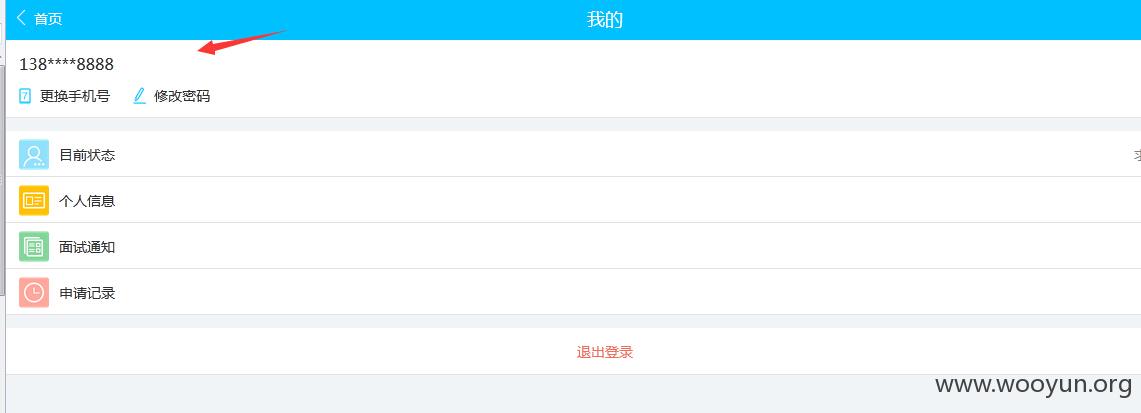 首页 我的
138****8888
更换手机号 修改密码
目前状态
个人信息
面试通知
申请记录
退出登录
www.wooyun.org